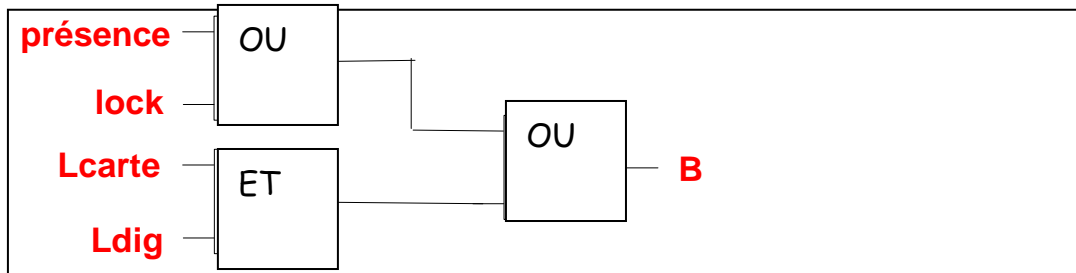 présence
OU
lock
OU
Lcarte
ET
B
Ldig